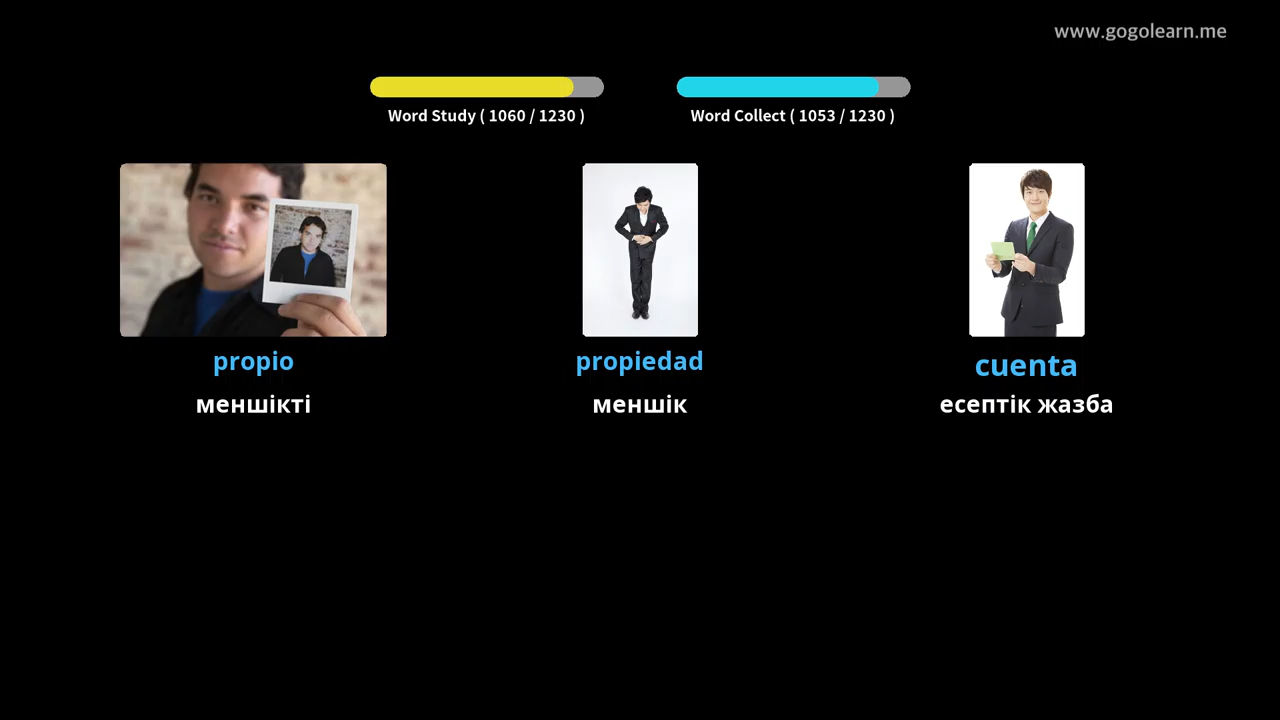 www.gogolearn.me
Word Study ( 1060 / 1230 )
Word Collect ( 1053 / 1230 )
propio
propiedad
cuenta
меншікті
меншік
есептік жазба